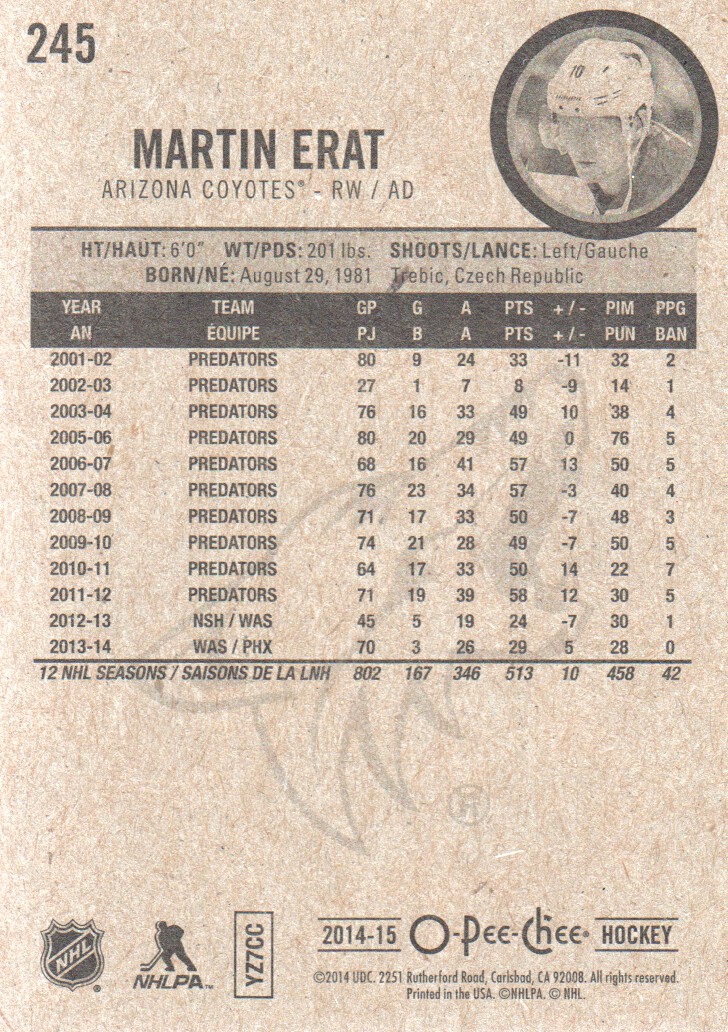 245
MARTIN ERAT
ARIZONA COYOTES® - RW / AD
HT/HAUT: 6'0" WT/PDS: 201 lbs. SHOOTS/LANCE: Left/Gauche
BORN/NÉ: August 29, 1981 Trebic, Czech Republic
YEAR TEAM GP G A PTS +/- PIM PPG
AN ÉQUIPE PJ B A PTS +/- PUN BAN
2001-02 PREDATORS 80 9 24 33 -11 32 2
2002-03 PREDATORS 27 1 7 8 -9 14 1
2003-04 PREDATORS 76 16 33 49 10 38 4
2005-06 PREDATORS 80 20 29 49 0 76 5
2006-07 PREDATORS 68 16 41 57 13 50 5
2007-08 PREDATORS 76 23 34 57 -3 40 4
2008-09 PREDATORS 71 17 33 50 -7 48 3
2009-10 PREDATORS 74 21 28 49 -7 50 5
2010-11 PREDATORS 64 17 33 50 14 22 7
2011-12 PREDATORS 71 19 39 58 12 30 5
2012-13 NSH / WAS 45 5 19 24 -7 30 1
2013-14 WAS / PHX 70 3 26 29 5 28 0
12 NHL SEASONS / SAISONS DE LA LNH 802 167 346 513 10 458 42
®
NHL ®
NHLPA™
YZ7CC
2014-15 O-Pee-Chee® HOCKEY
©2014 UDC. 2251 Rutherford Road, Carlsbad, CA 92008. All rights reserved.
Printed in the USA. ©NHLPA. © NHL.